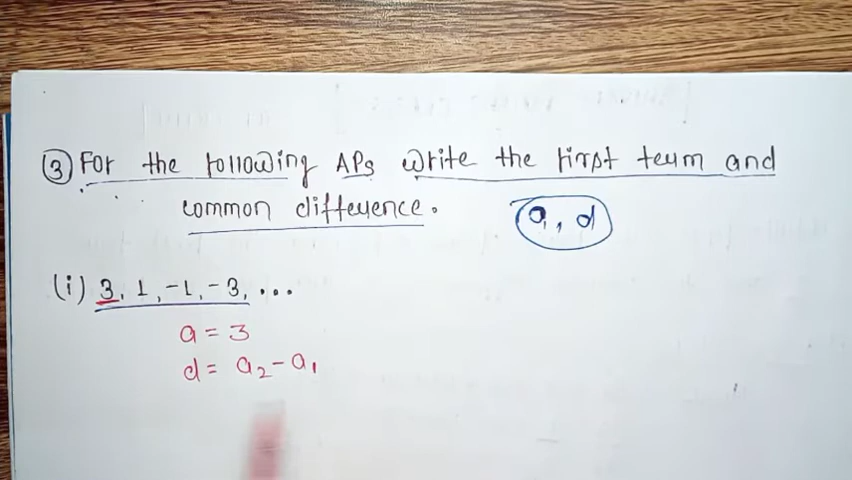 ③ For the following APs write the first term and
common difference. a, d
(i) 3, 1, -1, -3, ...
a = 3
d = a₂ - a₁